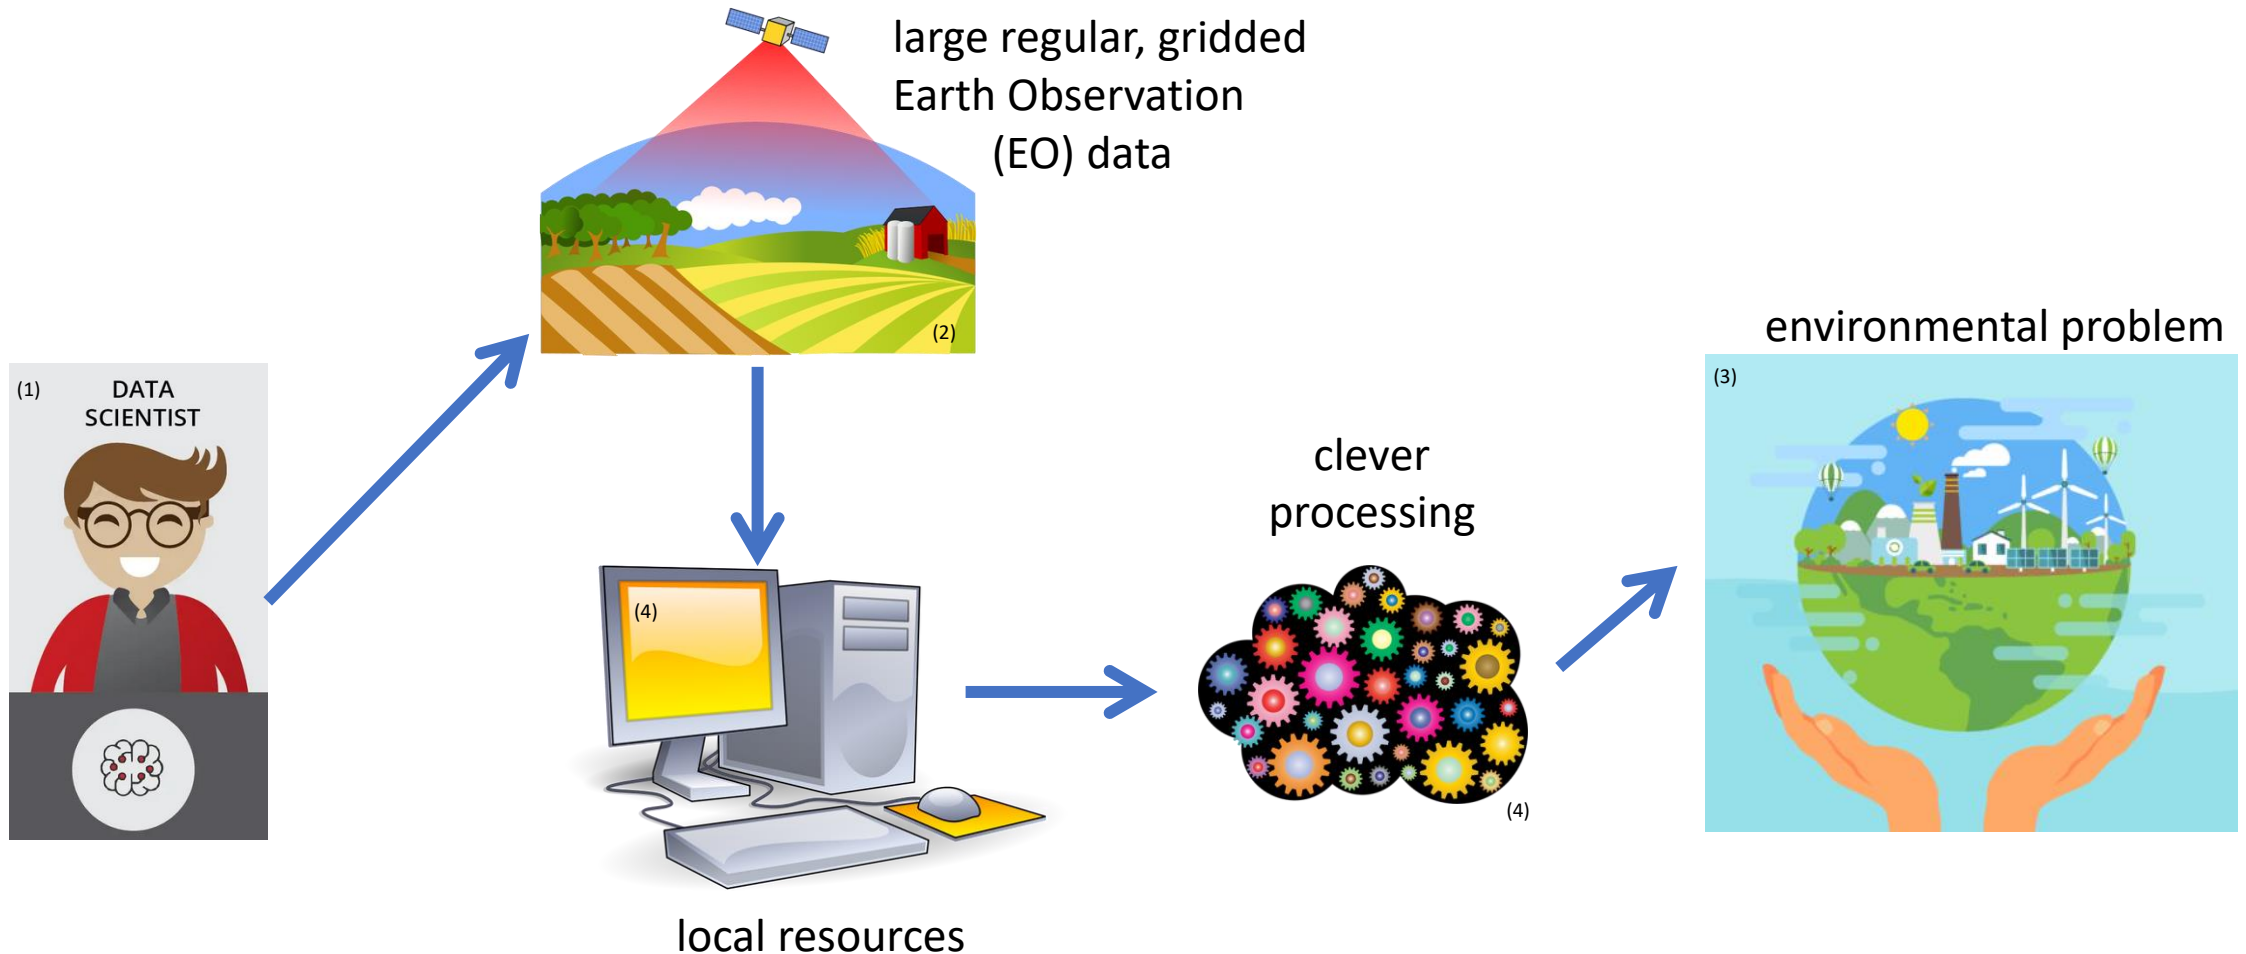 large regular, gridded
Earth Observation
(EO) data
(2)
environmental problem
(1)
DATA
SCIENTIST
(3)
clever
processing
(4)
(4)
local resources